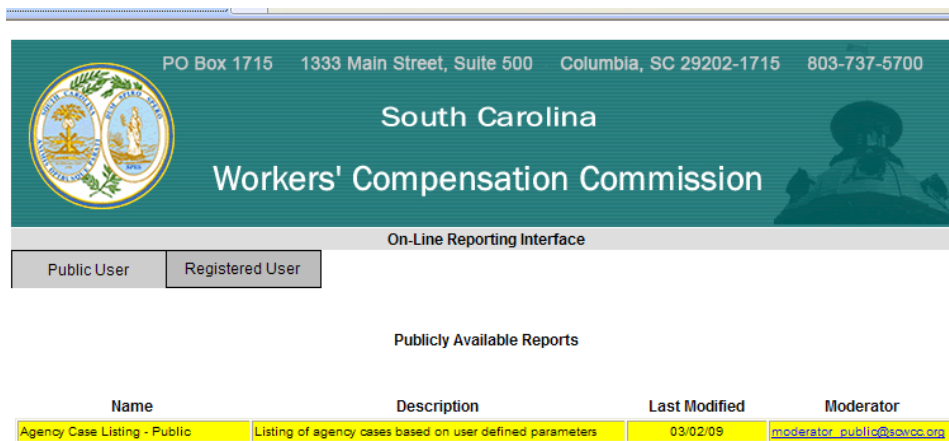 PO Box 1715 1333 Main Street, Suite 500 Columbia, SC 29202-1715 803-737-5700
South Carolina
Workers' Compensation Commission
On-Line Reporting Interface
Public User Registered User
Publicly Available Reports
Name Description Last Modified Moderator
Agency Case Listing - Public Listing of agency cases based on user defined parameters 03/02/09 moderator_public@scwcc.org